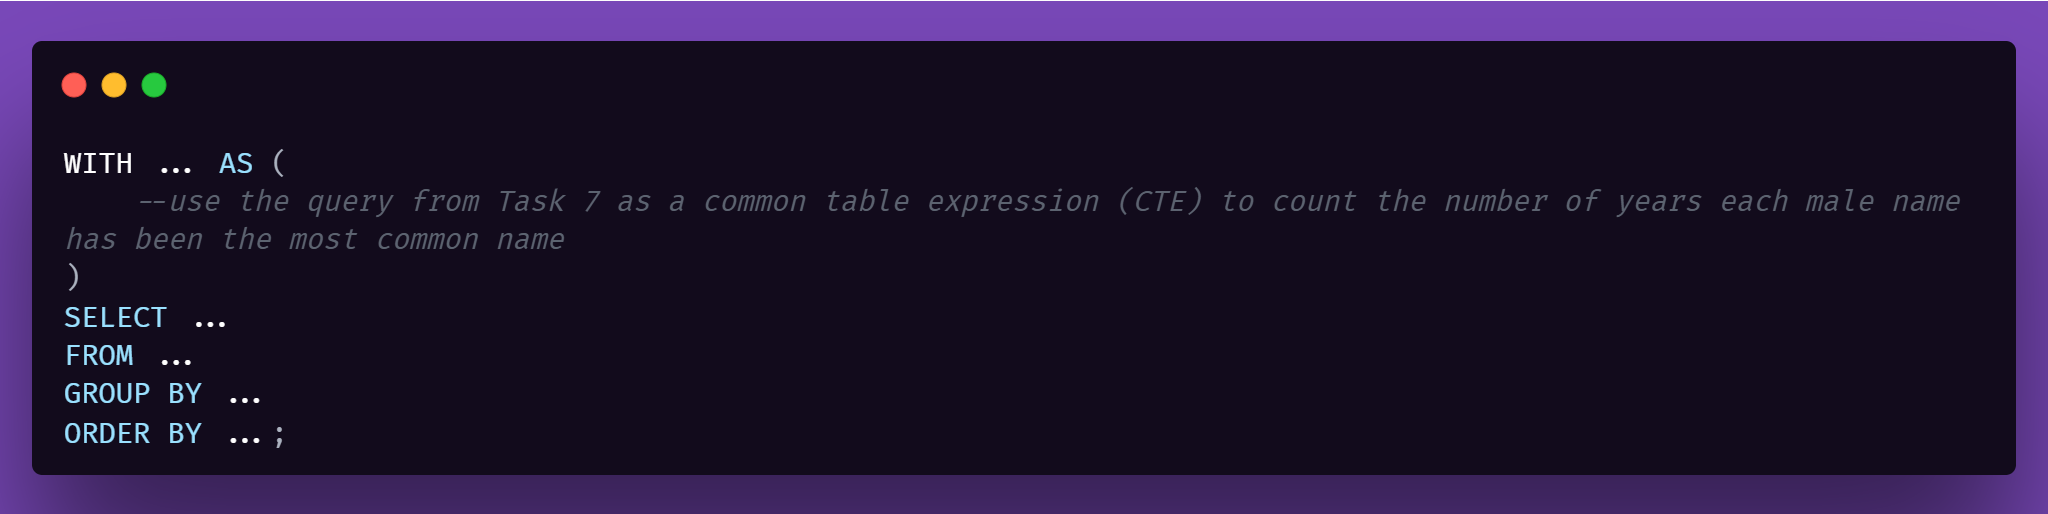 WITH ... AS (
    --use the query from Task 7 as a common table expression (CTE) to count the number of years each male name
has been the most common name
)
SELECT ...
FROM ...
GROUP BY ...
ORDER BY ...;